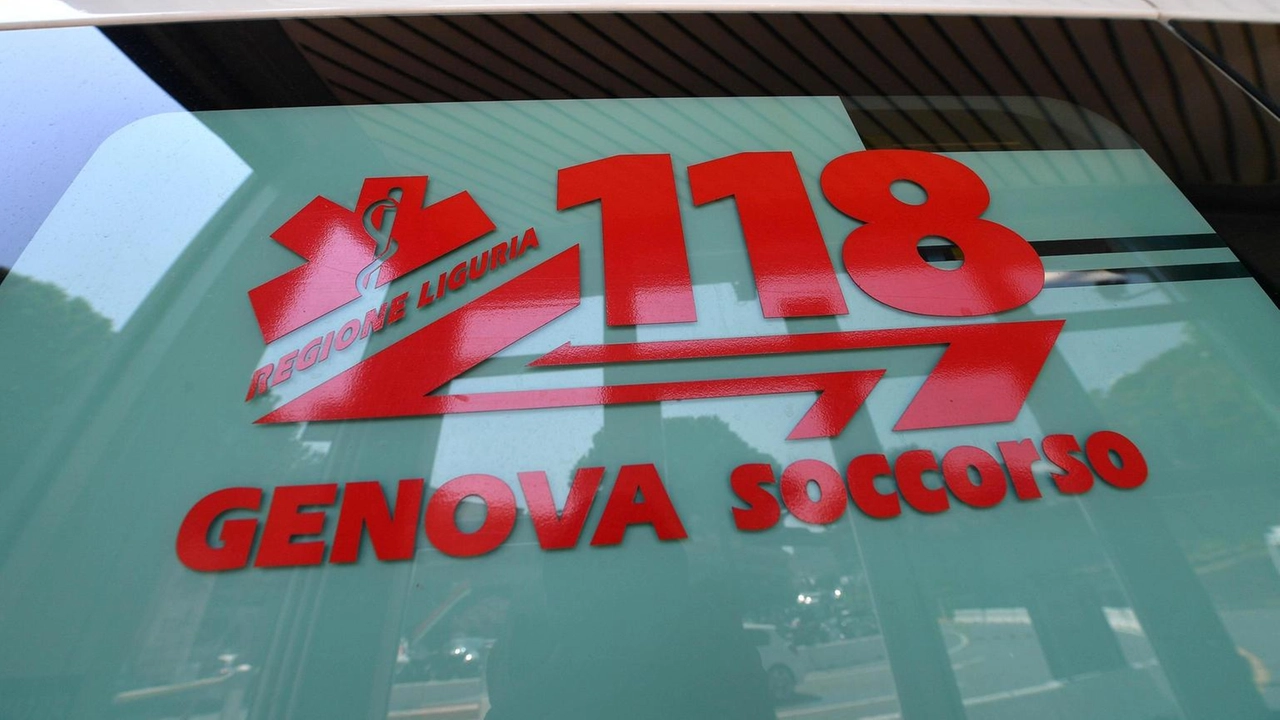 118
REGIONE LIGURIA
GENOVA SOCCORSO